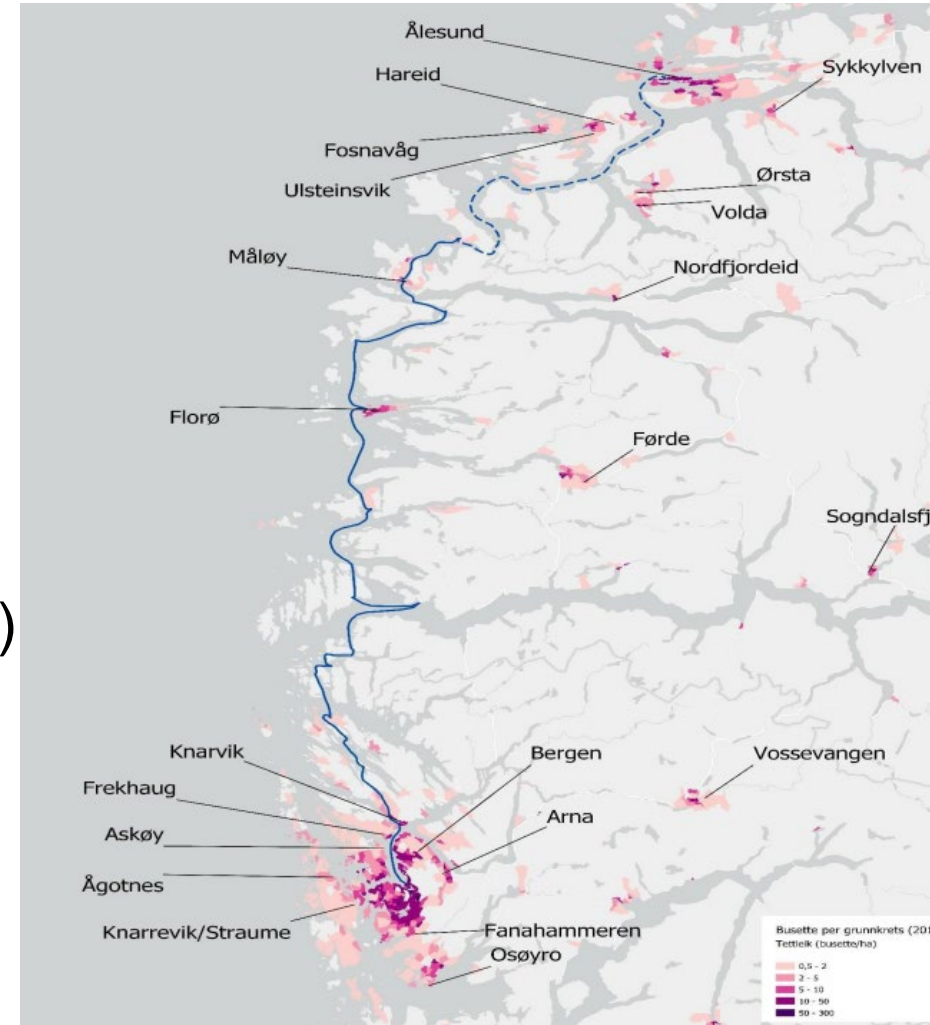 Ålesund
Hareid
Sykkylven
Fosnavåg
Ulsteinsvik
Ørsta
Volda
Måløy
Nordfjordeid
Florø
Førde
Sogndalsfj
)
Knarvik
Bergen
Vossevangen
Frekhaug
Arna
Askøy
Ågotnes
Knarrevik/Straume
Fanahammeren
Osøyro
Busette per grunnkrets (201
Tettleik (busette/ha)
0,5 - 2
2 - 5
5 - 10
10 - 50
50 - 300